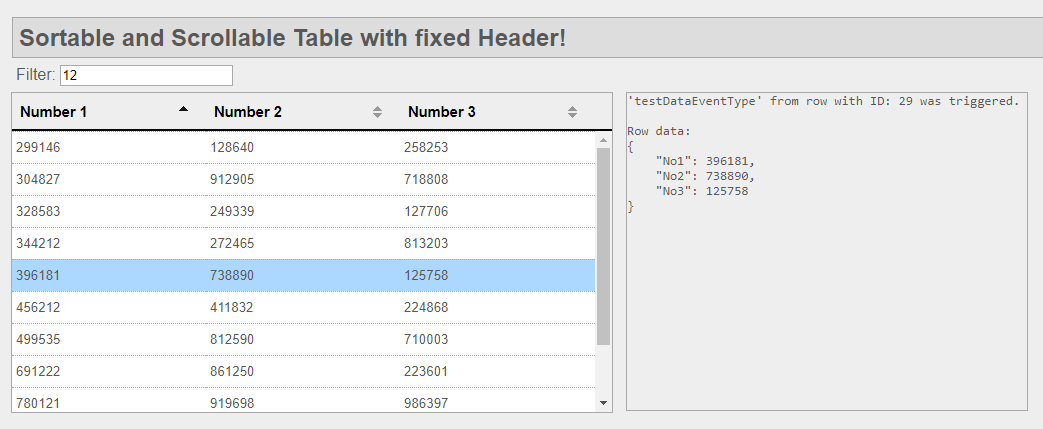 Sortable and Scrollable Table with fixed Header!
Filter: 12
Number 1 Number 2 Number 3
299146 128640 258253
304827 912905 718808
328583 249339 127706
344212 272465 813203
396181 738890 125758
456212 411832 224868
499535 812590 710003
691222 861250 223601
780121 919698 986397
'testDataEventType' from row with ID: 29 was triggered.
Row data:
{
"No1": 396181,
"No2": 738890,
"No3": 125758
}